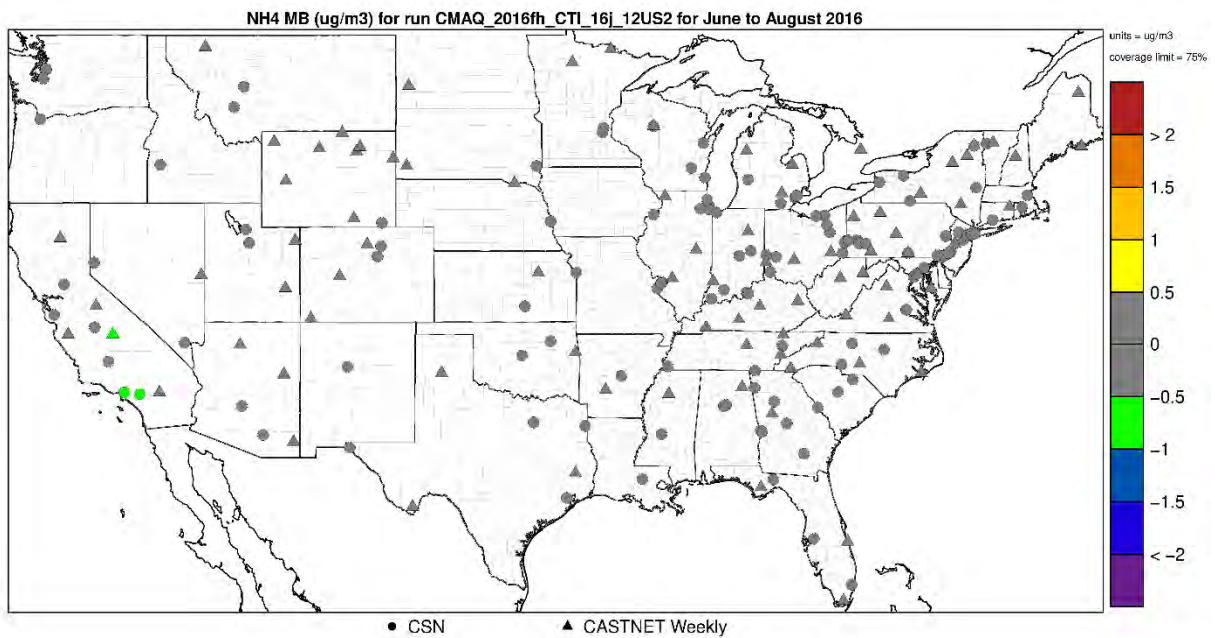 NH4 MB (ug/m3) for run CMAQ_2016fh_CTI_16j_12US2 for June to August 2016
units = ug/m3
coverage limit = 75%
> 2
1.5
1
0.5
0
−0.5
−1
−1.5
< −2
● CSN ▲ CASTNET Weekly